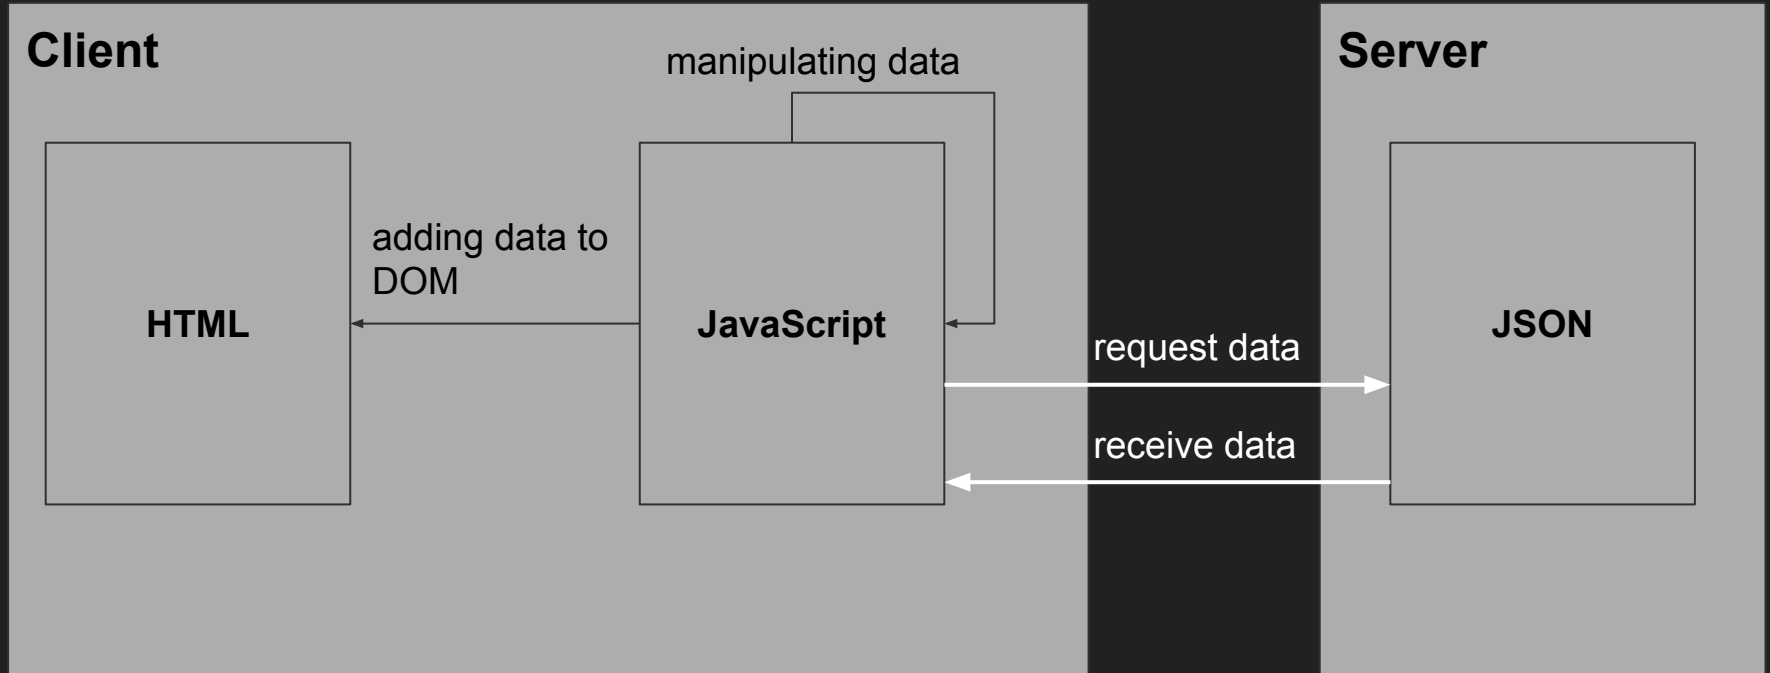 Client
manipulating data
Server
adding data to
DOM
HTML
JavaScript
JSON
request data
receive data